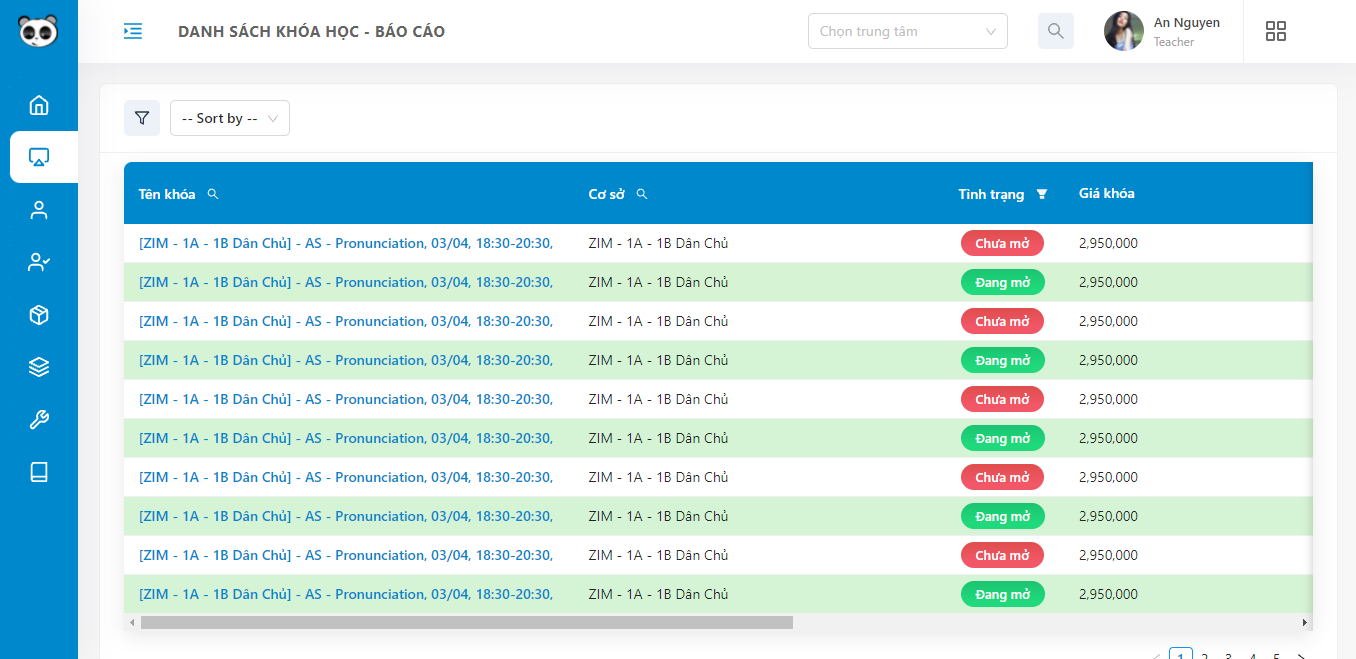 DANH SÁCH KHÓA HỌC - BÁO CÁO
Chọn trung tâm
An Nguyen
Teacher
-- Sort by --
Tên khóa Cơ sở Tình trạng Giá khóa
[ZIM - 1A - 1B Dân Chủ] - AS - Pronunciation, 03/04, 18:30-20:30, ZIM - 1A - 1B Dân Chủ Chưa mở 2,950,000
[ZIM - 1A - 1B Dân Chủ] - AS - Pronunciation, 03/04, 18:30-20:30, ZIM - 1A - 1B Dân Chủ Đang mở 2,950,000
[ZIM - 1A - 1B Dân Chủ] - AS - Pronunciation, 03/04, 18:30-20:30, ZIM - 1A - 1B Dân Chủ Chưa mở 2,950,000
[ZIM - 1A - 1B Dân Chủ] - AS - Pronunciation, 03/04, 18:30-20:30, ZIM - 1A - 1B Dân Chủ Đang mở 2,950,000
[ZIM - 1A - 1B Dân Chủ] - AS - Pronunciation, 03/04, 18:30-20:30, ZIM - 1A - 1B Dân Chủ Chưa mở 2,950,000
[ZIM - 1A - 1B Dân Chủ] - AS - Pronunciation, 03/04, 18:30-20:30, ZIM - 1A - 1B Dân Chủ Đang mở 2,950,000
[ZIM - 1A - 1B Dân Chủ] - AS - Pronunciation, 03/04, 18:30-20:30, ZIM - 1A - 1B Dân Chủ Chưa mở 2,950,000
[ZIM - 1A - 1B Dân Chủ] - AS - Pronunciation, 03/04, 18:30-20:30, ZIM - 1A - 1B Dân Chủ Đang mở 2,950,000
[ZIM - 1A - 1B Dân Chủ] - AS - Pronunciation, 03/04, 18:30-20:30, ZIM - 1A - 1B Dân Chủ Chưa mở 2,950,000
[ZIM - 1A - 1B Dân Chủ] - AS - Pronunciation, 03/04, 18:30-20:30, ZIM - 1A - 1B Dân Chủ Đang mở 2,950,000
1 2 3 4 5